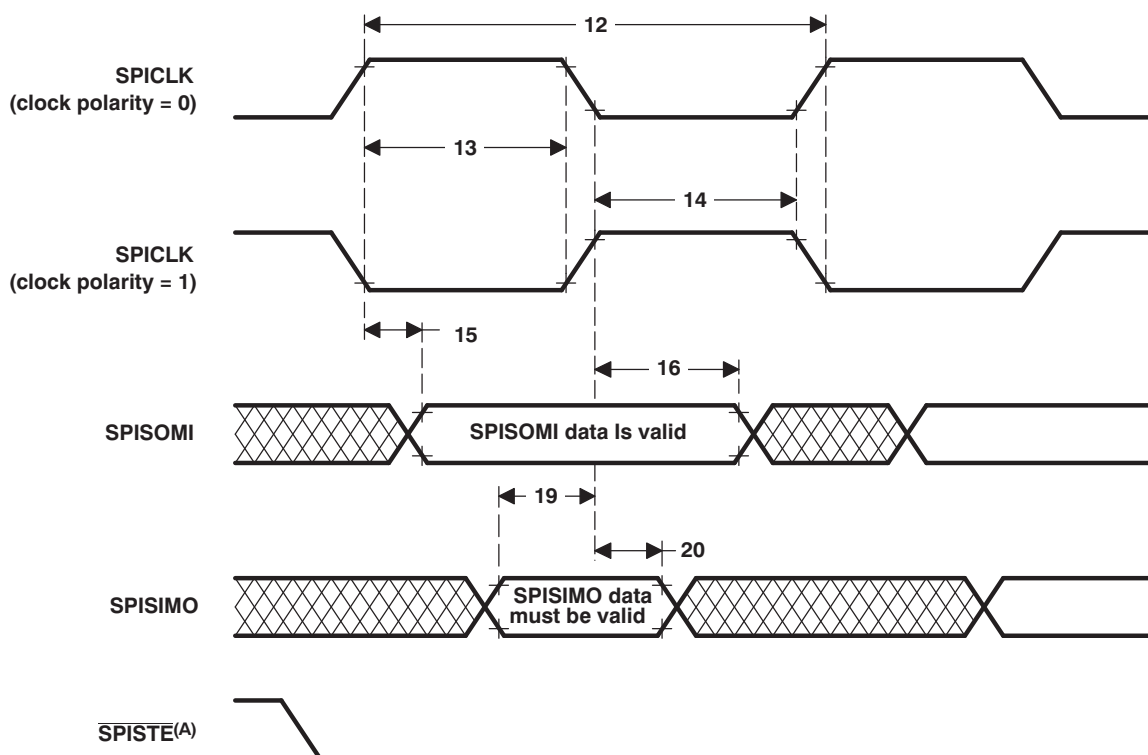 12
SPICLK
(clock polarity = 0)
13
14
SPICLK
(clock polarity = 1)
15
16
SPISOMI
SPISOMI data Is valid
19
20
SPISIMO
SPISIMO data
must be valid
SPISTE(A)